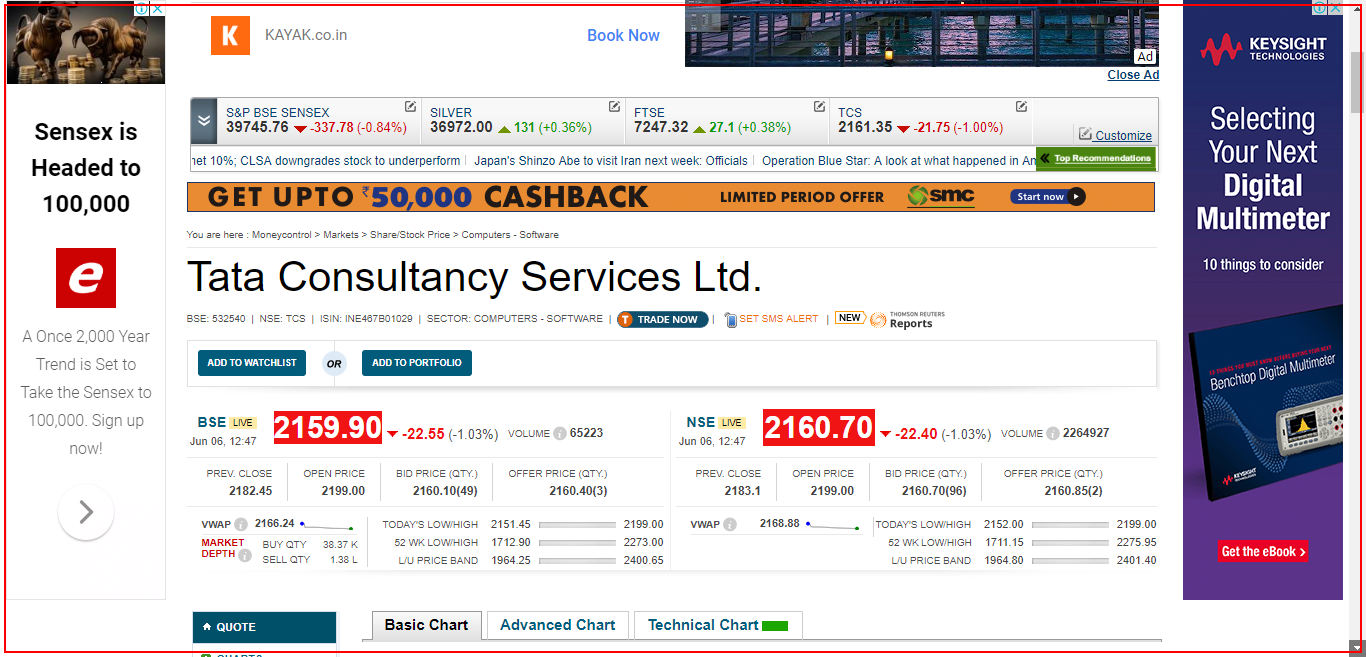 KAYAK.co.in
Book Now
Ad
Close Ad
Sensex is
Headed to
100,000
A Once 2,000 Year
Trend is Set to
Take the Sensex to
100,000. Sign up
now!
S&P BSE SENSEX
39745.76 -337.78 (-0.84%)
SILVER
36972.00 131 (+0.36%)
FTSE
7247.32 27.1 (+0.38%)
TCS
2161.35 -21.75 (-1.00%)
Customize
net 10%; CLSA downgrades stock to underperform | Japan's Shinzo Abe to visit Iran next week: Officials | Operation Blue Star: A look at what happened in Am
Top Recommendations
GET UPTO ₹50,000 CASHBACK LIMITED PERIOD OFFER smc Start now
You are here : Moneycontrol > Markets > Share/Stock Price > Computers - Software
Tata Consultancy Services Ltd.
BSE: 532540 | NSE: TCS | ISIN: INE467B01029 | SECTOR: COMPUTERS - SOFTWARE | TRADE NOW | SET SMS ALERT | NEW THOMSON REUTERS Reports
ADD TO WATCHLIST OR ADD TO PORTFOLIO
BSE LIVE
Jun 06, 12:47
2159.90 -22.55 (-1.03%) VOLUME 65223
PREV. CLOSE OPEN PRICE BID PRICE (QTY.) OFFER PRICE (QTY.)
2182.45 2199.00 2160.10(49) 2160.40(3)
VWAP 2166.24
MARKET DEPTH
BUY QTY 38.37 K
SELL QTY 1.38 L
TODAY'S LOW/HIGH 2151.45 2199.00
52 WK LOW/HIGH 1712.90 2273.00
L/U PRICE BAND 1964.25 2400.65
NSE LIVE
Jun 06, 12:47
2160.70 -22.40 (-1.03%) VOLUME 2264927
PREV. CLOSE OPEN PRICE BID PRICE (QTY.) OFFER PRICE (QTY.)
2183.1 2199.00 2160.70(96) 2160.85(2)
VWAP 2168.88
TODAY'S LOW/HIGH 2152.00 2199.00
52 WK LOW/HIGH 1711.15 2275.95
L/U PRICE BAND 1964.80 2401.40
QUOTE
Basic Chart Advanced Chart Technical Chart
KEYSIGHT
TECHNOLOGIES
Selecting
Your Next
Digital
Multimeter
10 things to consider
Benchtop Digital Multimeter
KEYSIGHT
Get the eBook >